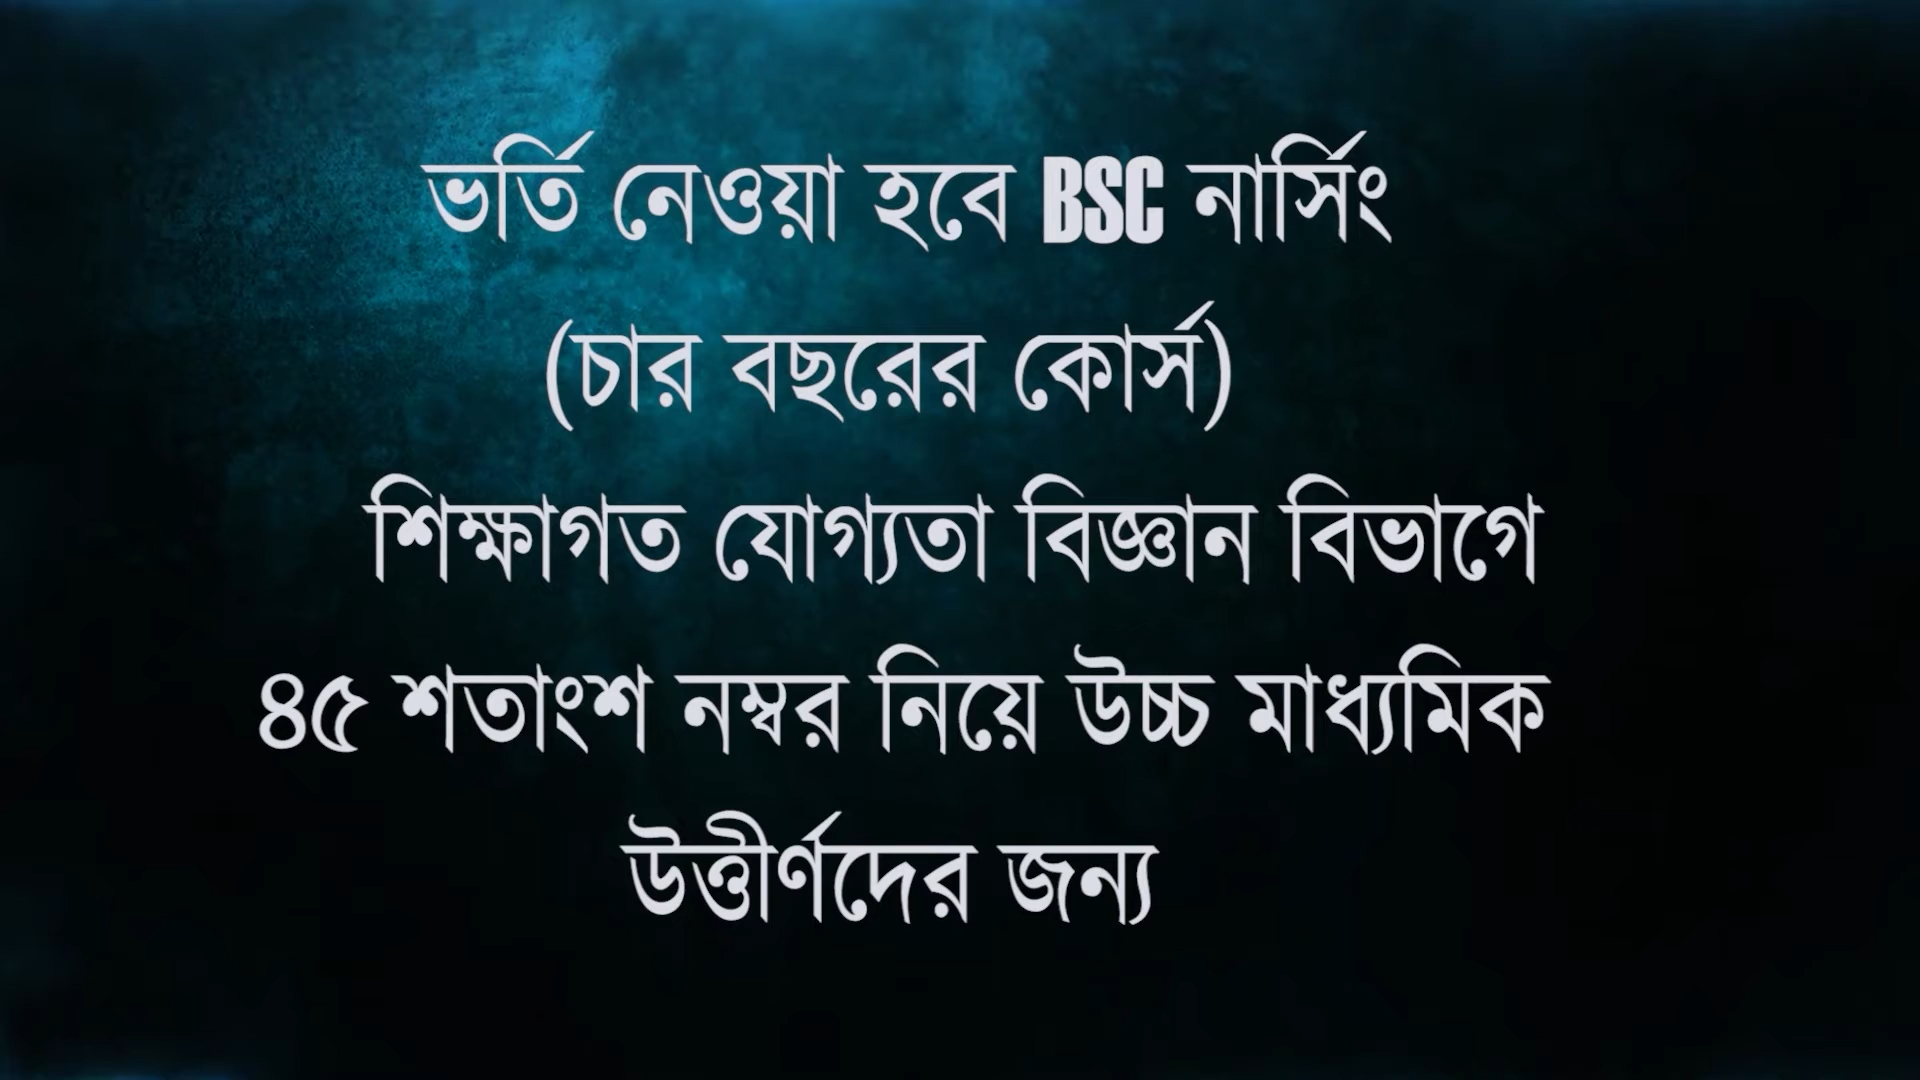 ভর্তি নেওয়া হবে BSC নার্সিং
(চার বছরের কোর্স)
শিক্ষাগত যোগ্যতা বিজ্ঞান বিভাগে
৪৫ শতাংশ নম্বর নিয়ে উচ্চ মাধ্যমিক
উত্তীর্ণদের জন্য